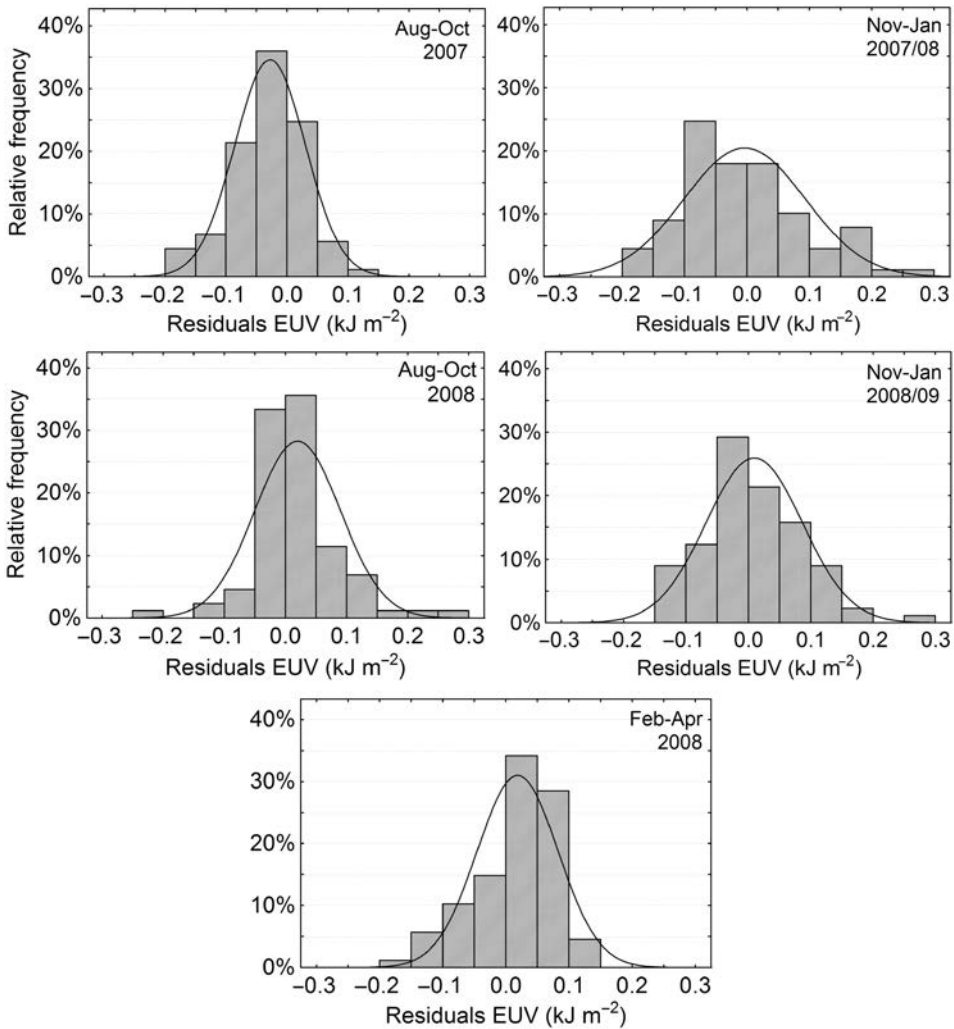 Aug-Oct
2007
Relative frequency
40%
30%
20%
10%
0%
−0.3 −0.2 −0.1 0.0 0.1 0.2 0.3
Residuals EUV (kJ m⁻²)
Nov-Jan
2007/08
40%
30%
20%
10%
0%
−0.3 −0.2 −0.1 0.0 0.1 0.2 0.3
Residuals EUV (kJ m⁻²)
Aug-Oct
2008
Relative frequency
40%
30%
20%
10%
0%
−0.3 −0.2 −0.1 0.0 0.1 0.2 0.3
Residuals EUV (kJ m⁻²)
Nov-Jan
2008/09
40%
30%
20%
10%
0%
−0.3 −0.2 −0.1 0.0 0.1 0.2 0.3
Residuals EUV (kJ m⁻²)
Feb-Apr
2008
40%
30%
20%
10%
0%
−0.3 −0.2 −0.1 0.0 0.1 0.2 0.3
Residuals EUV (kJ m⁻²)